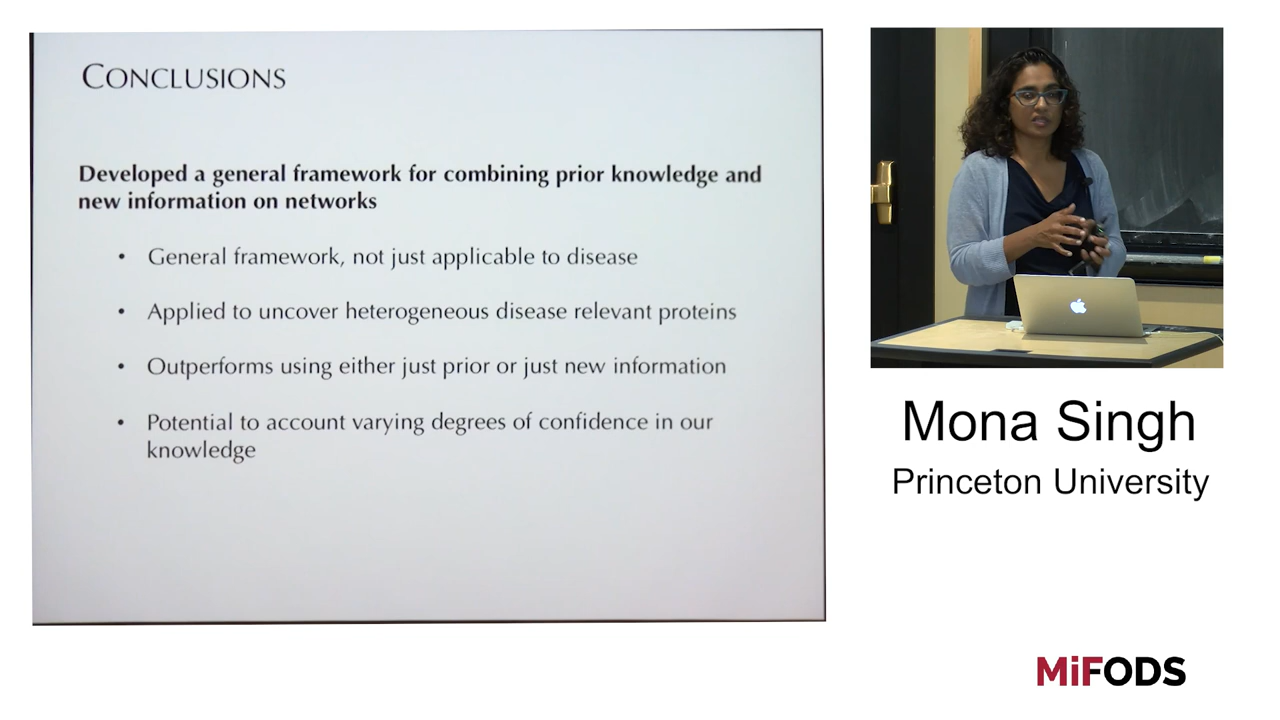 CONCLUSIONS
Developed a general framework for combining prior knowledge and
new information on networks
• General framework, not just applicable to disease
• Applied to uncover heterogeneous disease relevant proteins
• Outperforms using either just prior or just new information
• Potential to account varying degrees of confidence in our
knowledge
Mona Singh
Princeton University
MiFODS